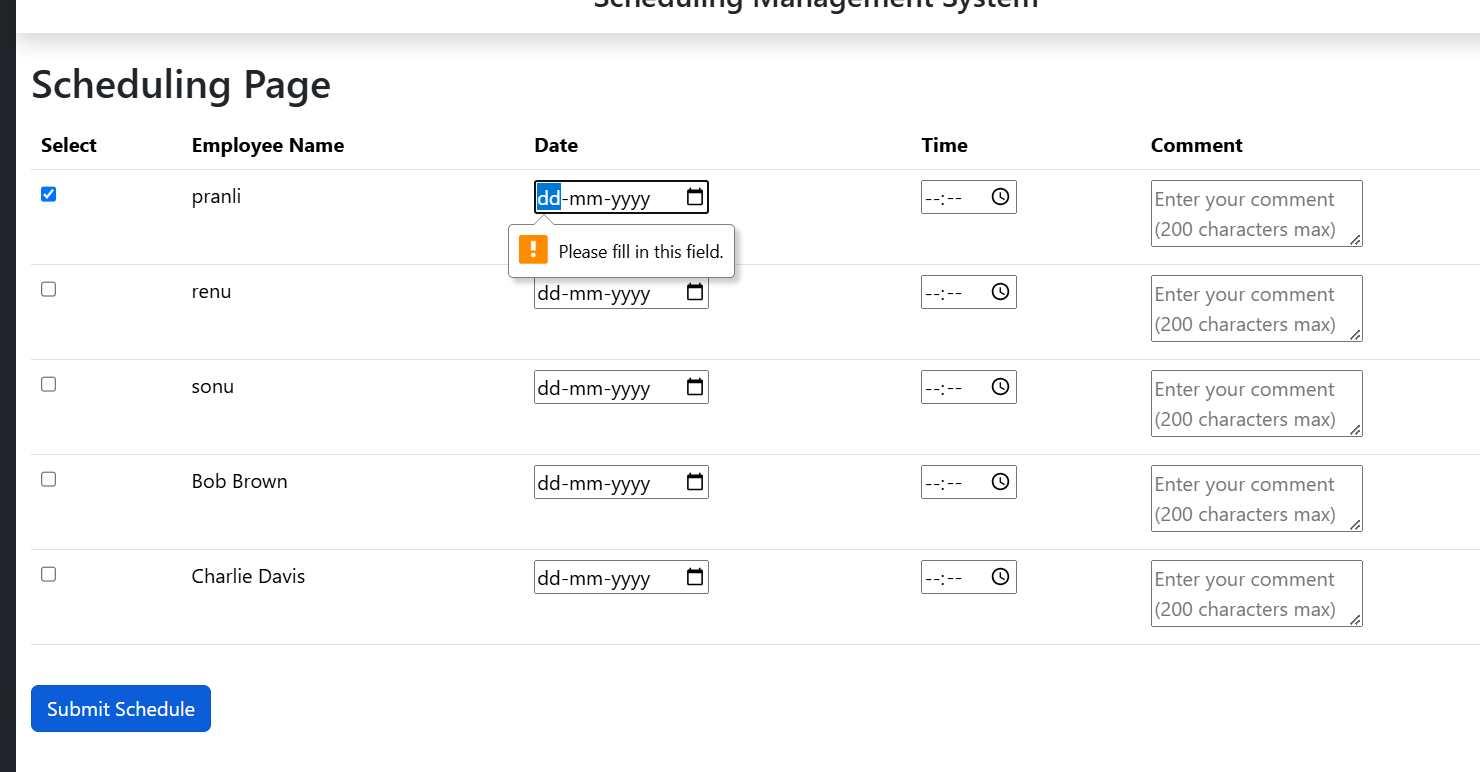 Scheduling Management System
Scheduling Page
Select Employee Name Date Time Comment
pranli dd-mm-yyyy --:-- Enter your comment
(200 characters max)
Please fill in this field.
renu dd-mm-yyyy --:-- Enter your comment
(200 characters max)
sonu dd-mm-yyyy --:-- Enter your comment
(200 characters max)
Bob Brown dd-mm-yyyy --:-- Enter your comment
(200 characters max)
Charlie Davis dd-mm-yyyy --:-- Enter your comment
(200 characters max)
Submit Schedule